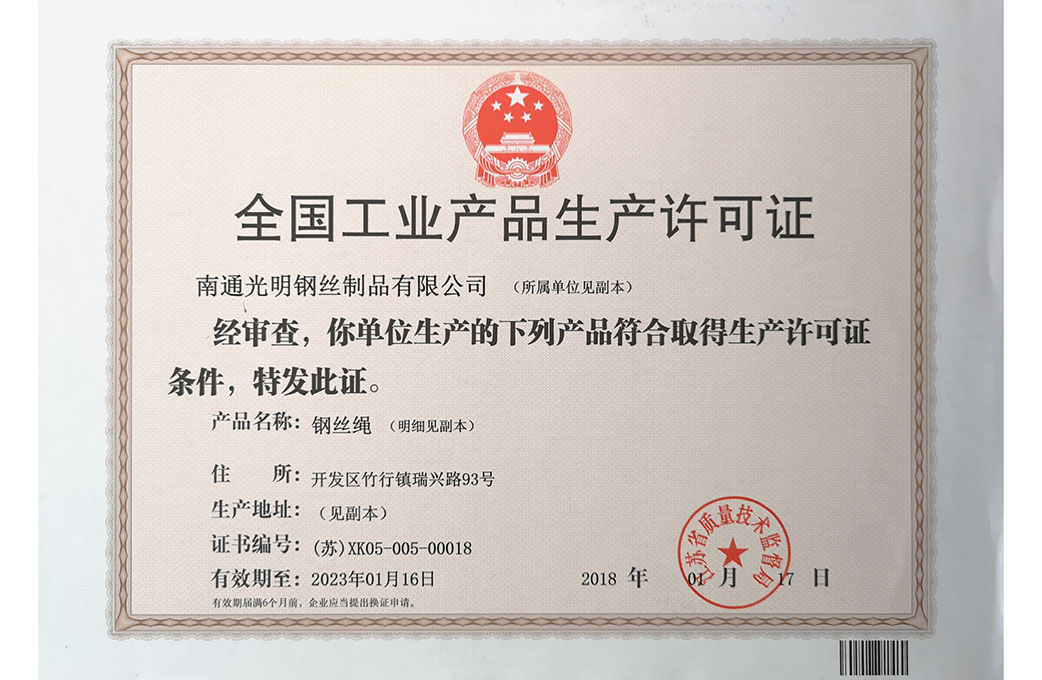 全国工业产品生产许可证
南通光明钢丝制品有限公司 （所属单位见副本）
经审查，你单位生产的下列产品符合取得生产许可证
条件，特发此证。
产品名称：钢丝绳 （明细见副本）
住　　所：开发区竹行镇瑞兴路93号
生产地址：（见副本）
证书编号：(苏)XK05-005-00018
有效期至：2023年01月16日
2018 年 01 月 17 日
江苏省质量技术监督局
有效期届满6个月前，企业应当提出换证申请。